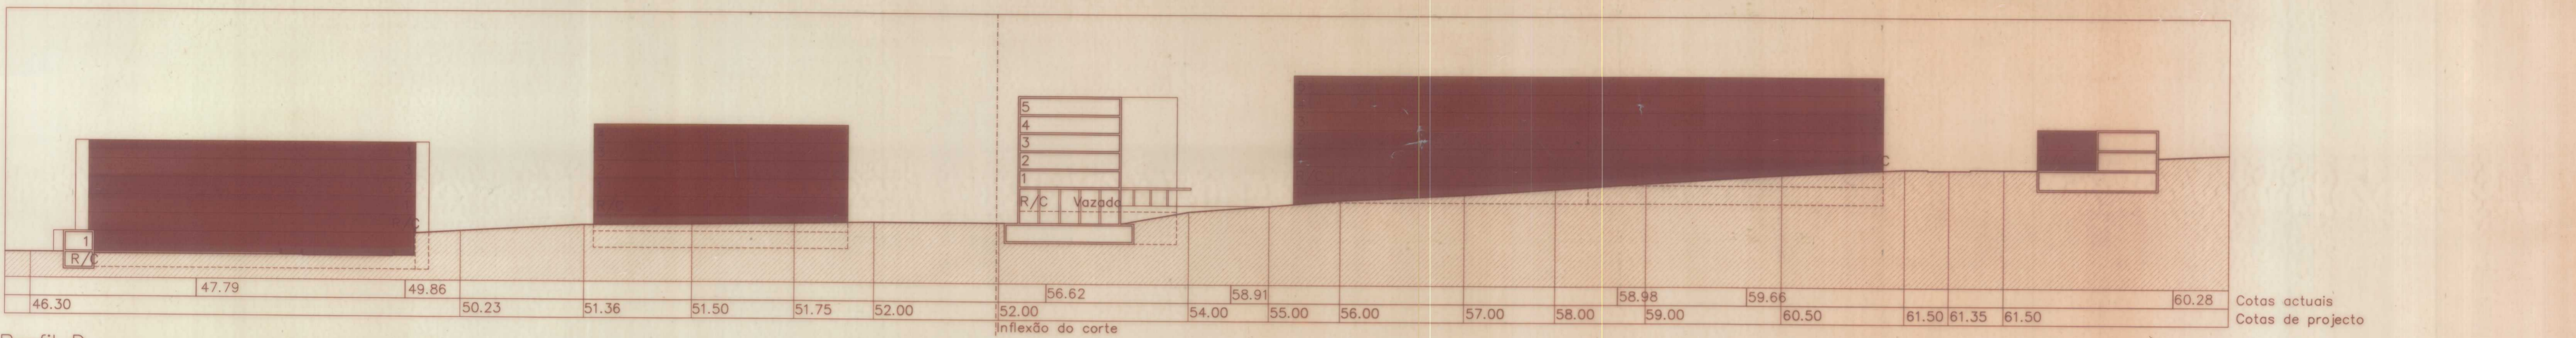 5
4
3
2
1
R/C Vazado
C
C
1
R/C
47.79 49.86 56.62 58.91 58.98 59.66 60.28 Cotas actuais
46.30 50.23 51.36 51.50 51.75 52.00 52.00 54.00 55.00 56.00 57.00 58.00 59.00 60.50 61.50 61.35 61.50 Cotas de projecto
Inflexão do corte